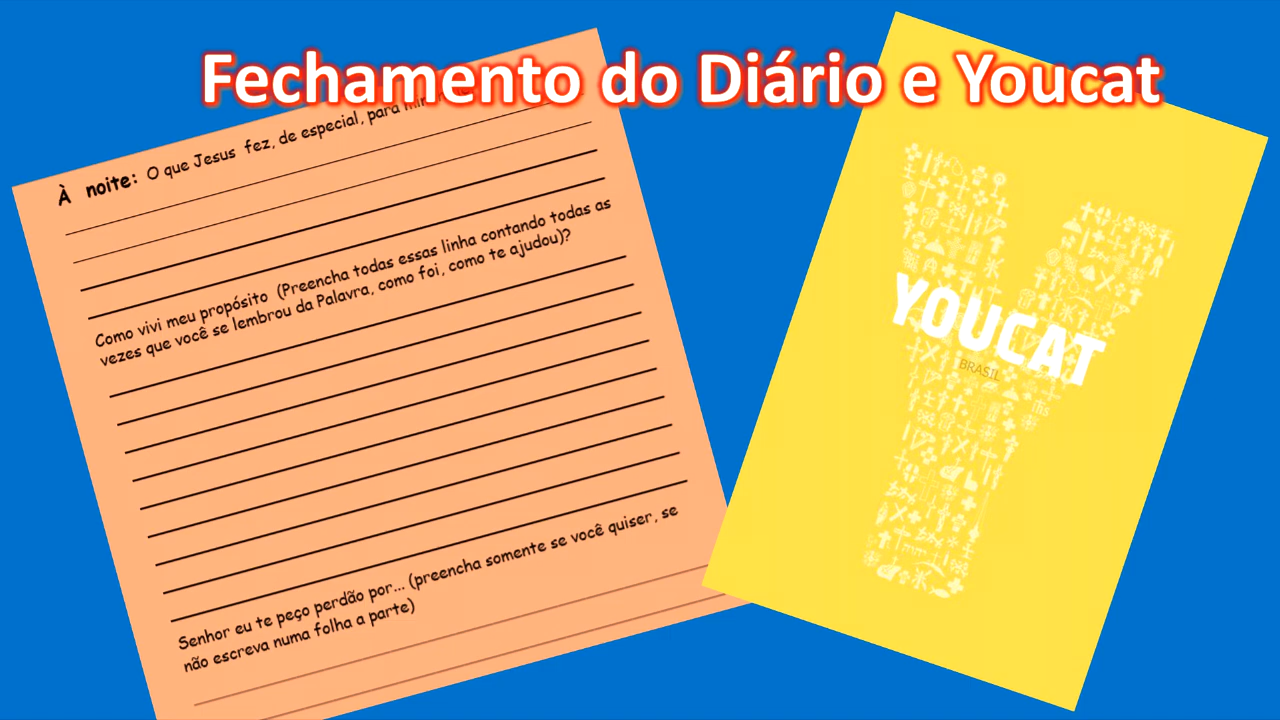 Fechamento do Diário e Youcat
À noite: O que Jesus fez, de especial, para
Como vivi meu propósito (Preencha todas essas linha contando todas as
vezes que você se lembrou da Palavra, como foi, como te ajudou)?
Senhor eu te peço perdão por... (preencha somente se você quiser, se
não escreva numa folha a parte)
YOUCAT
BRASIL